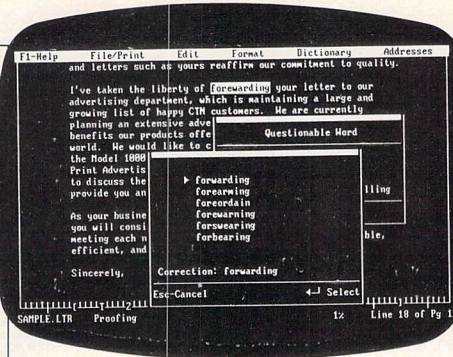 F1-Help File/Print Edit Format Dictionary Addresses
and letters such as yours reaffirm our commitment to quality.
I've taken the liberty of forewarding your letter to our
advertising department, which is maintaining a large and
growing list of happy CTM customers. We are currently
planning an extensive adve
benefits our products offe
world. We would like to c
the Model 1000
Print Advertis
to discuss the
provide you an
As your busine
you will consi
meeting each n
efficient, and
Sincerely,
Questionable Word
lling
ble,
forwarding
forearming
foreordain
forewarning
forswearing
forbearing
Correction: forwarding
Esc-Cancel ↵ Select
SAMPLE.LTR Proofing 1% Line 18 of Pg 1